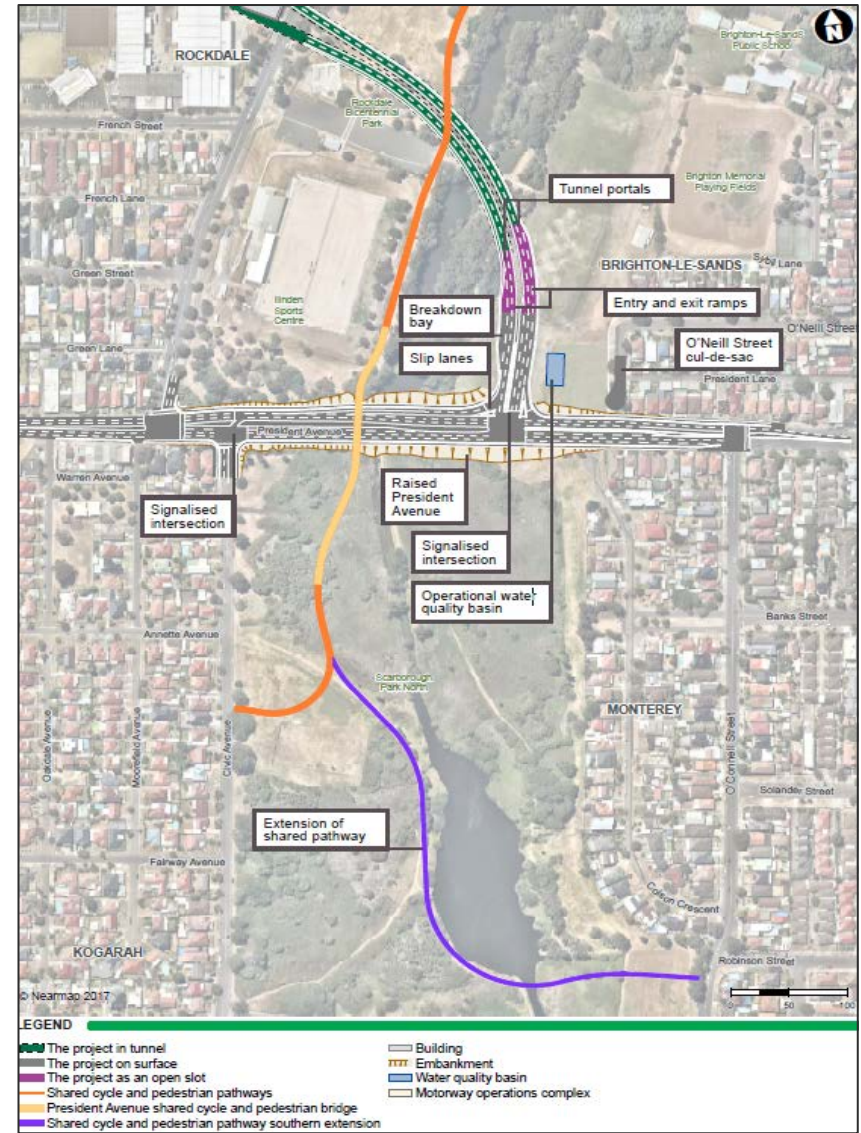 N
Brighton-Le-Sands
Public School
ROCKDALE
Rockdale
Bicentennial
Park
French Street
Brighton Memorial
Playing Fields
Tunnel portals
French Lane
BRIGHTON-LE-SANDS
Lane
Green Street
Ilinden
Sports
Centre
Breakdown
bay
Entry and exit ramps
O'Neill Street
Green Lane
Slip lanes
O'Neill Street
cul-de-sac
President Lane
President Avenue
Warren Avenue
Signalised
intersection
Raised
President
Avenue
Signalised
intersection
Operational water
quality basin
Banks Street
Annette Avenue
Scarborough
Park North
MONTEREY
Oakdale Avenue
Moorefield Avenue
Civic Avenue
O'Connell Street
Solander Street
Extension of
shared pathway
Fairway Avenue
Colson Crescent
KOGARAH
Robinson Street
© Nearmap 2017
0 50 100
LEGEND
The project in tunnel
The project on surface
The project as an open slot
Shared cycle and pedestrian pathways
President Avenue shared cycle and pedestrian bridge
Shared cycle and pedestrian pathway southern extension
Building
Embankment
Water quality basin
Motorway operations complex